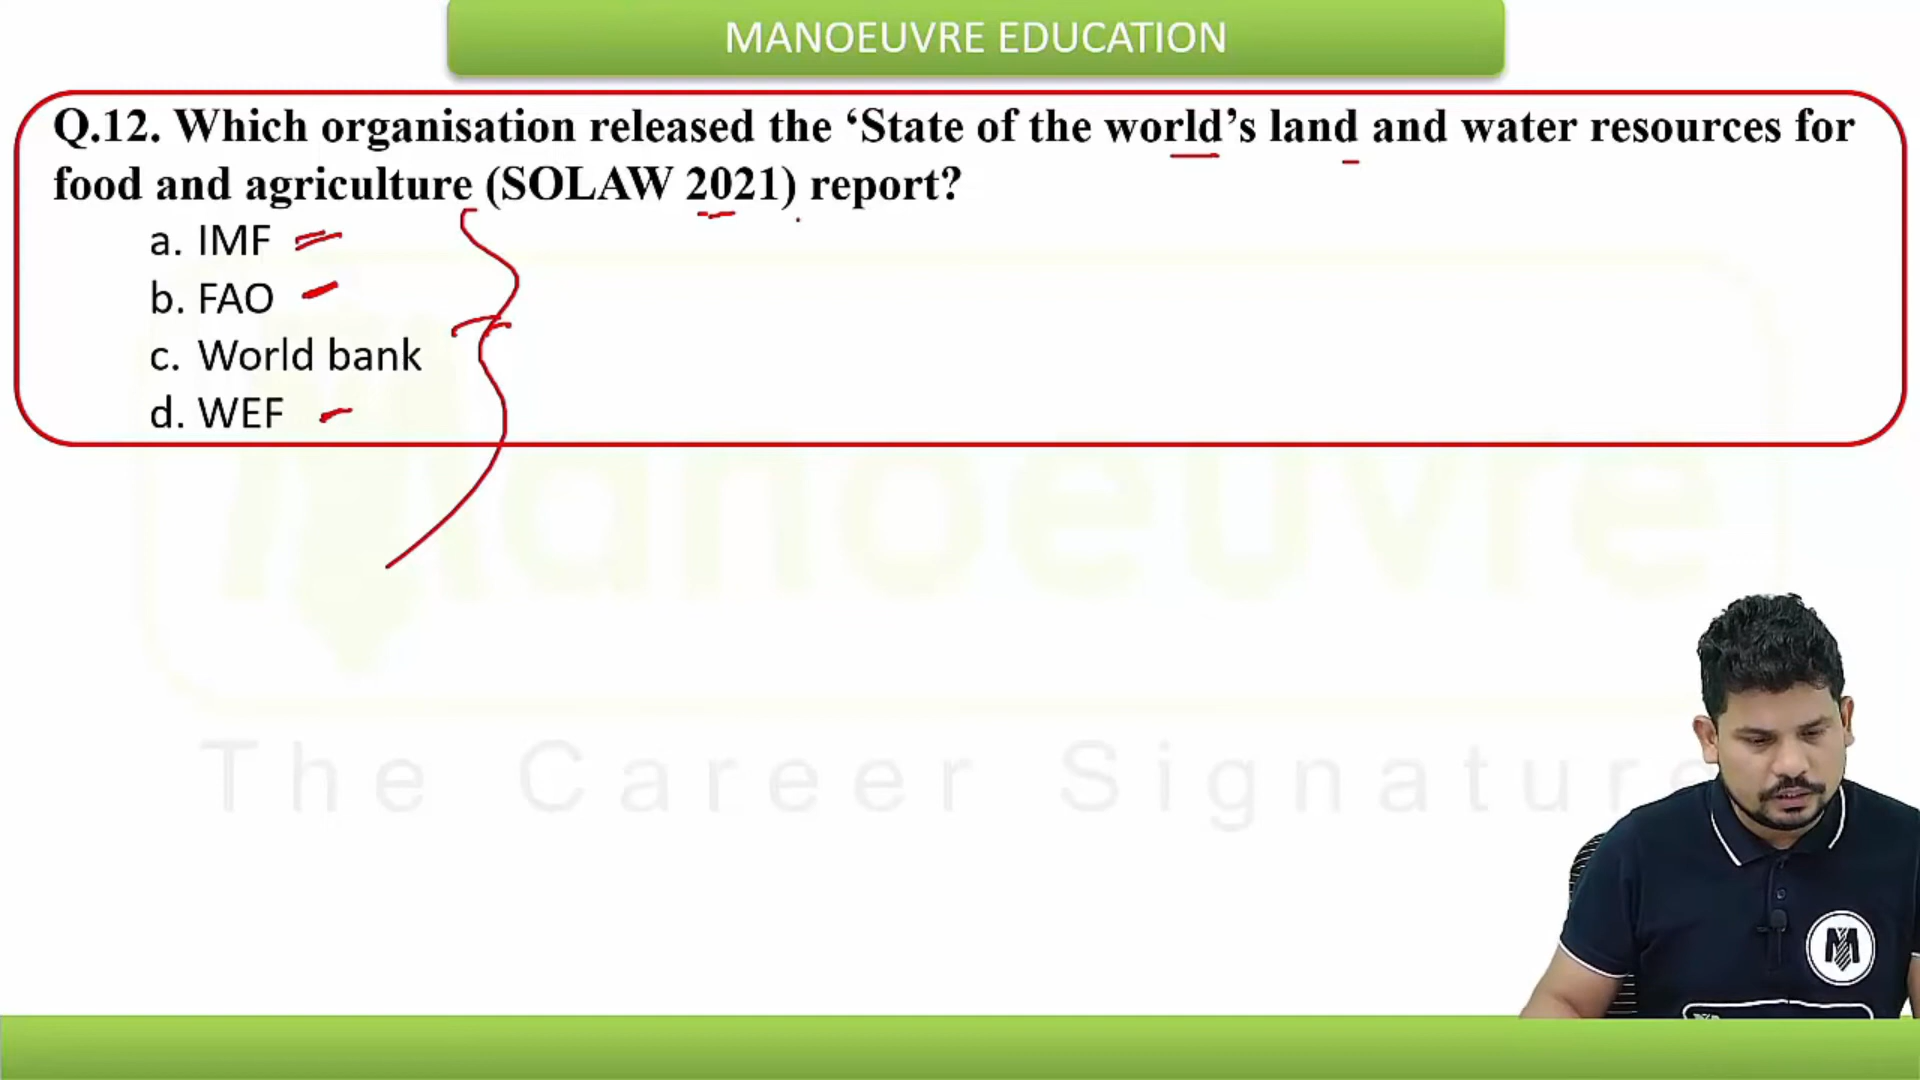 MANOEUVRE EDUCATION
Q.12. Which organisation released the ‘State of the world’s land and water resources for
food and agriculture (SOLAW 2021) report?
a. IMF
b. FAO
c. World bank
d. WEF
Manoeuvre
The Career Signature